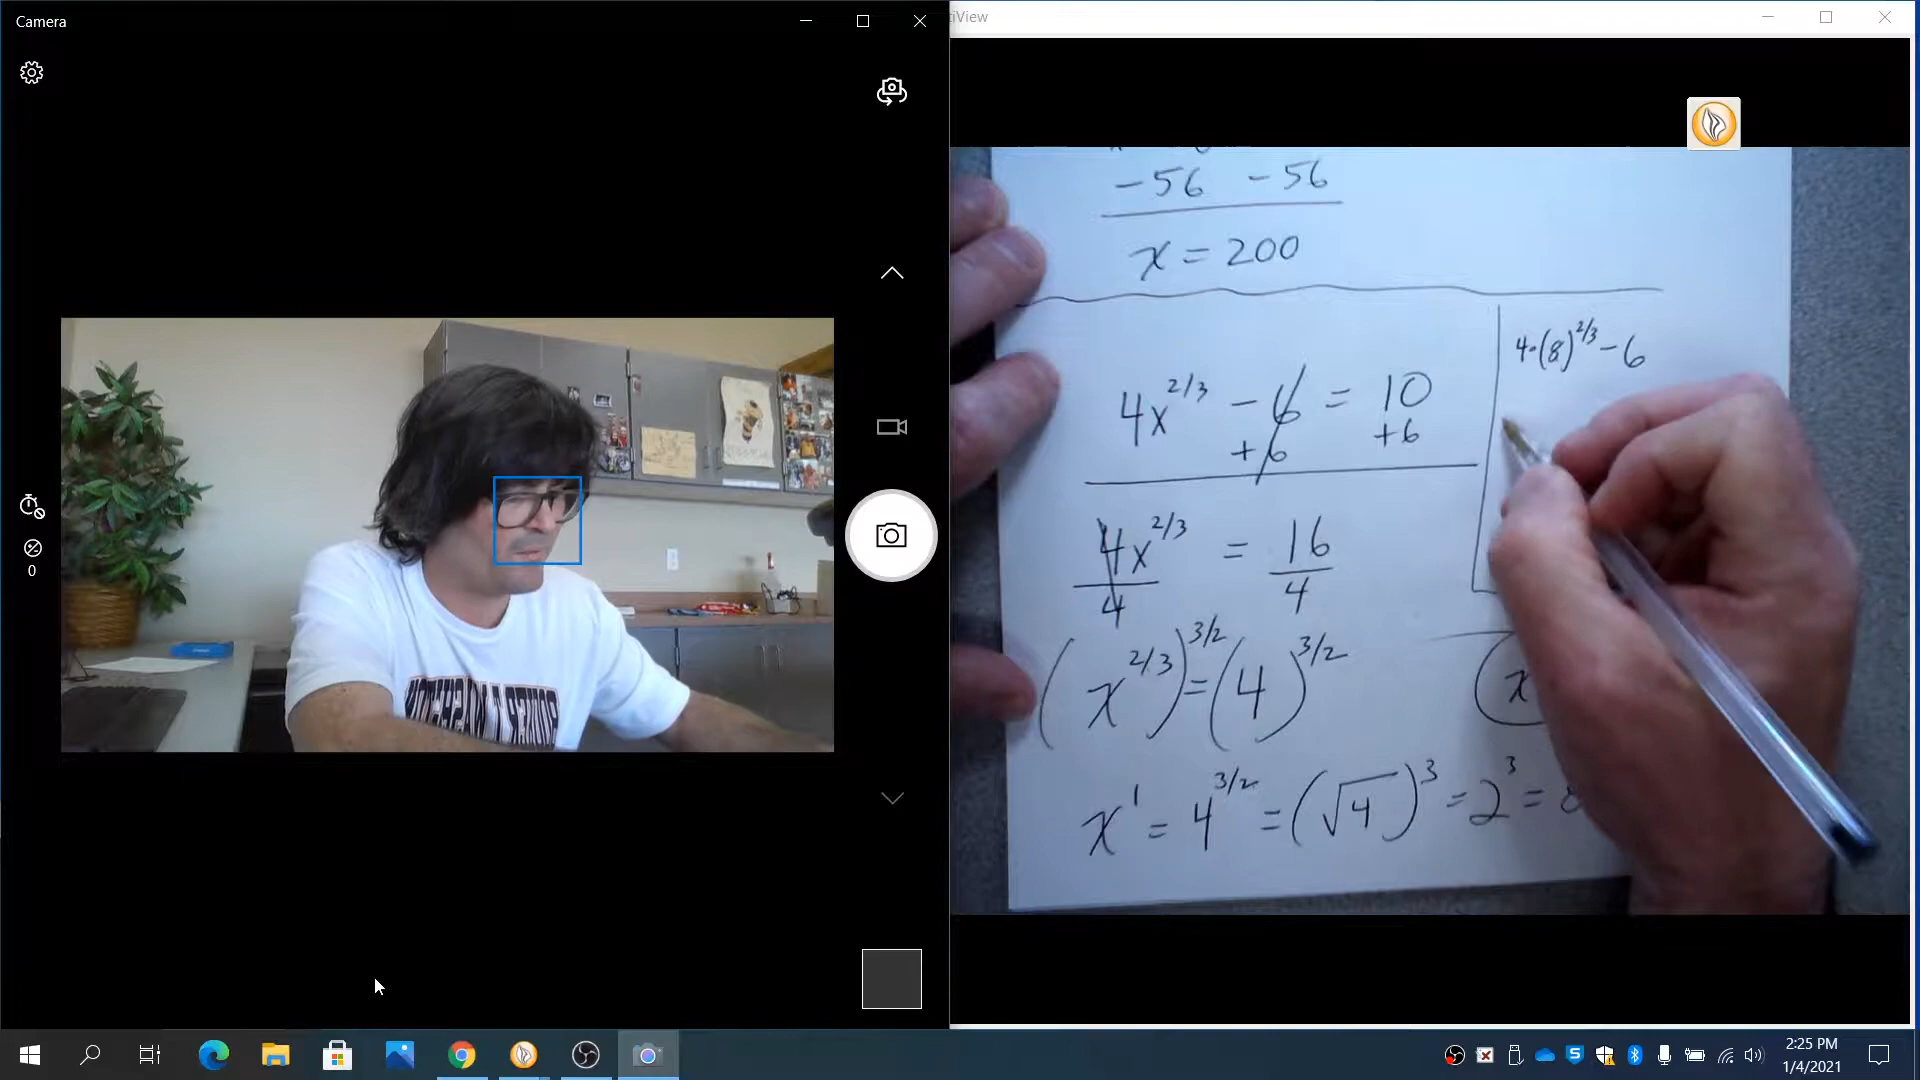 Camera
iView
0
-56 -56
x = 200
4x^2/3 - 6 = 10
+6 +6
4x^2/3 = 16
4 4
(x^2/3)^3/2 = (4)^3/2
x^1 = 4^3/2 = (√4)^3 = 2^3 = 8
4·(8)^2/3 - 6
x
2:25 PM
1/4/2021